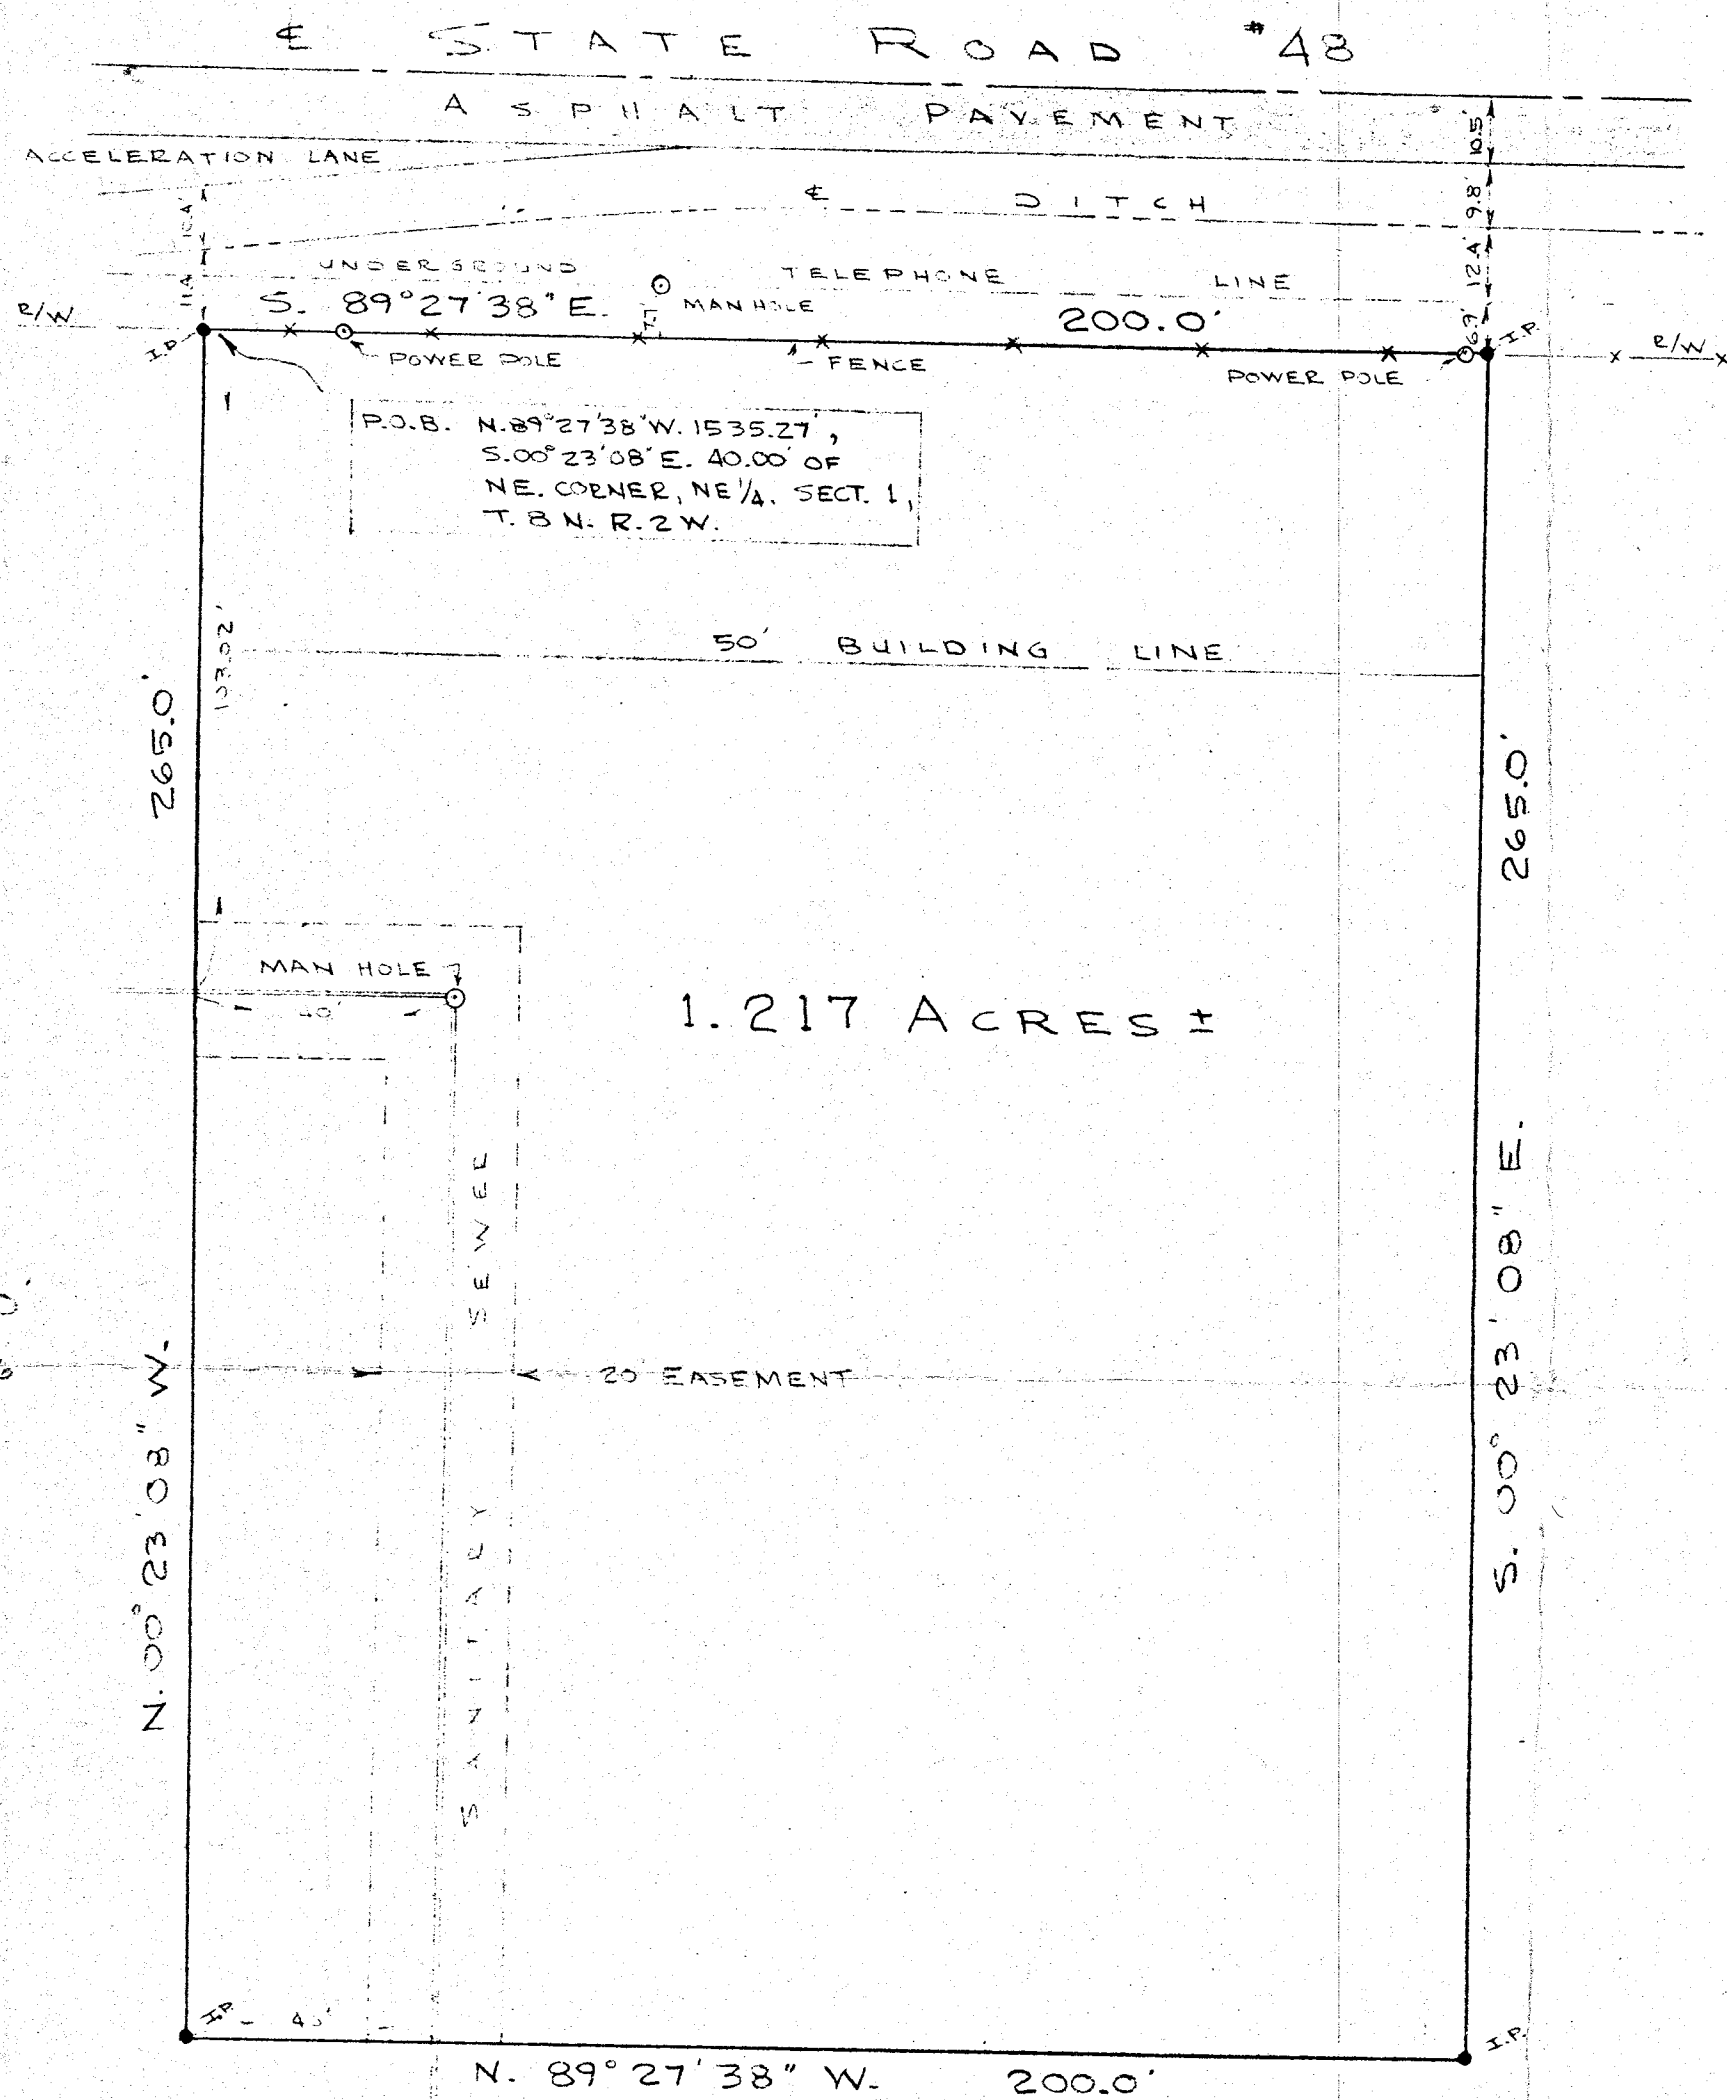 ℄ STATE ROAD #48
ASPHALT PAVEMENT
10.5'
ACCELERATION LANE
9.8'
℄ DITCH
12.4'
UNDERGROUND TELEPHONE LINE
MANHOLE
R/W
S. 89°27'38" E. 200.0'
7.7
6.9'
I.P.
I.P.
R/W
POWER POLE
FENCE
POWER POLE
P.O.B. N.89°27'38"W. 1535.27',
S.00°23'08"E. 40.00' OF
NE. CORNER, NE 1/4. SECT. 1,
T. 8 N. R. 2 W.
50' BUILDING LINE
265.0'
265.0'
MAN HOLE
40'
1.217 ACRES ±
SANITARY SEWER
20' EASEMENT
N. 00° 23' 08" W.
S. 00° 23' 08" E.
I.P.
I.P.
N. 89°27'38" W. 200.0'